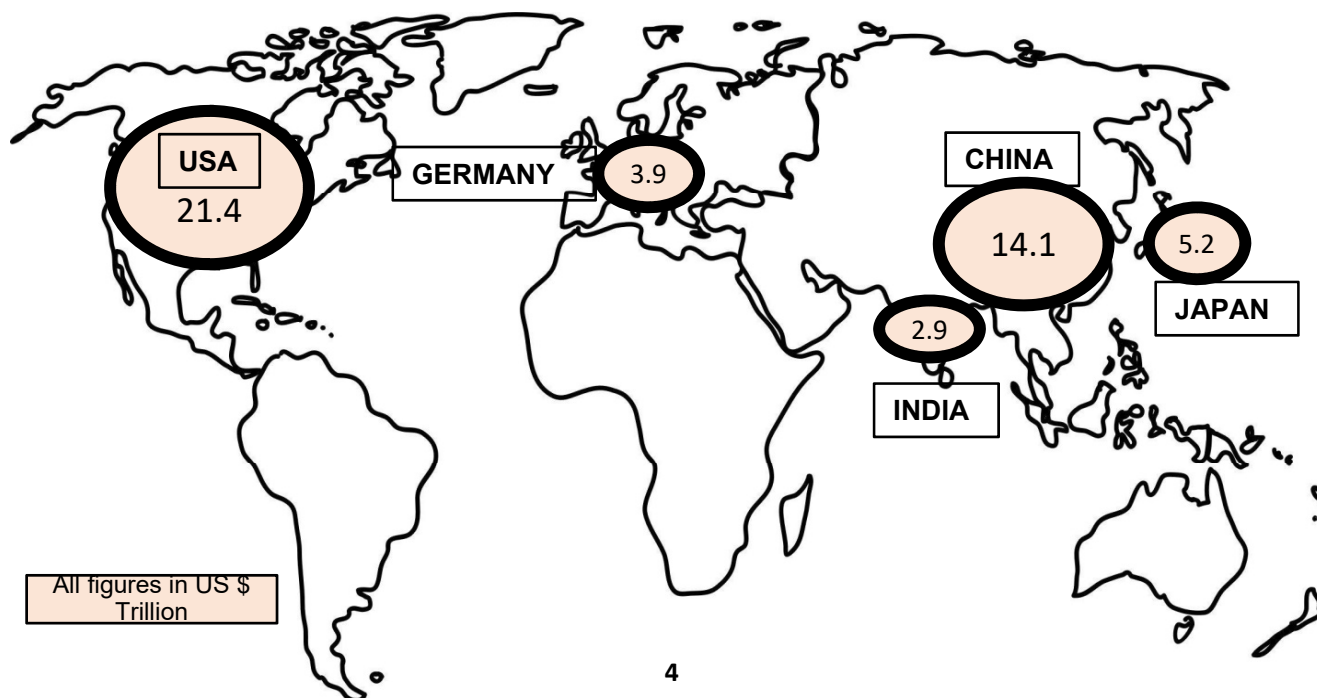 USA
21.4
GERMANY
3.9
CHINA
14.1
5.2
JAPAN
2.9
INDIA
All figures in US $
Trillion
4